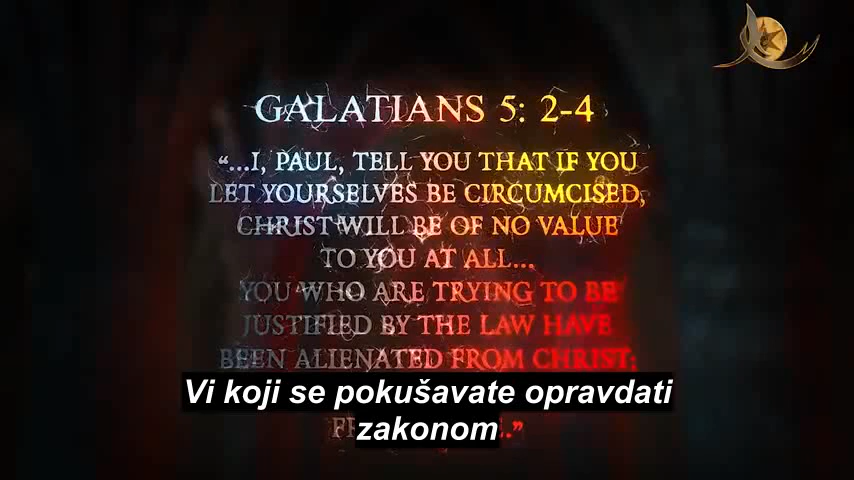 GALATIANS 5: 2-4
“...I, PAUL, TELL YOU THAT IF YOU
LET YOURSELVES BE CIRCUMCISED,
CHRIST WILL BE OF NO VALUE
TO YOU AT ALL...
YOU WHO ARE TRYING TO BE
JUSTIFIED BY THE LAW HAVE
BEEN ALIENATED FROM CHRIST;
Vi koji se pokušavate opravdati
zakonom